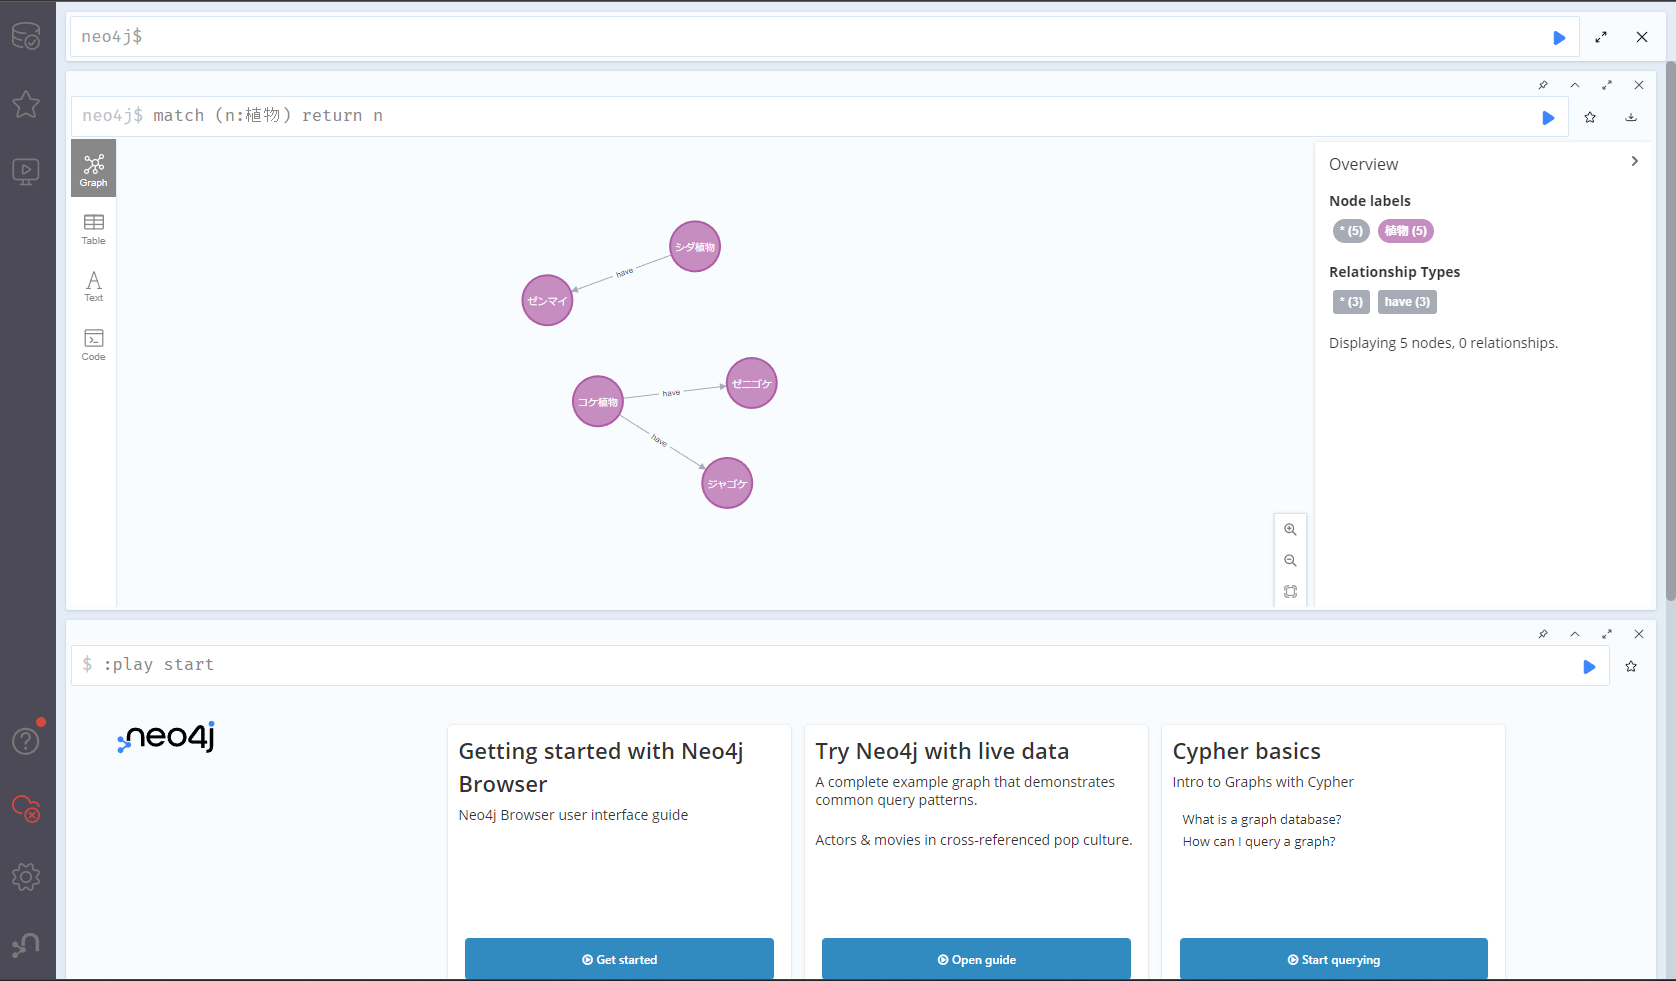 neo4j$
neo4j$ match (n:植物) return n
Graph
Table
Text
Code
シダ植物
have
ゼンマイ
コケ植物
have
ゼニゴケ
have
ジャゴケ
Overview
Node labels
* (5) 植物 (5)
Relationship Types
* (3) have (3)
Displaying 5 nodes, 0 relationships.
$ :play start
neo4j
Getting started with Neo4j
Browser
Neo4j Browser user interface guide
Get started
Try Neo4j with live data
A complete example graph that demonstrates
common query patterns.
Actors & movies in cross-referenced pop culture.
Open guide
Cypher basics
Intro to Graphs with Cypher
What is a graph database?
How can I query a graph?
Start querying